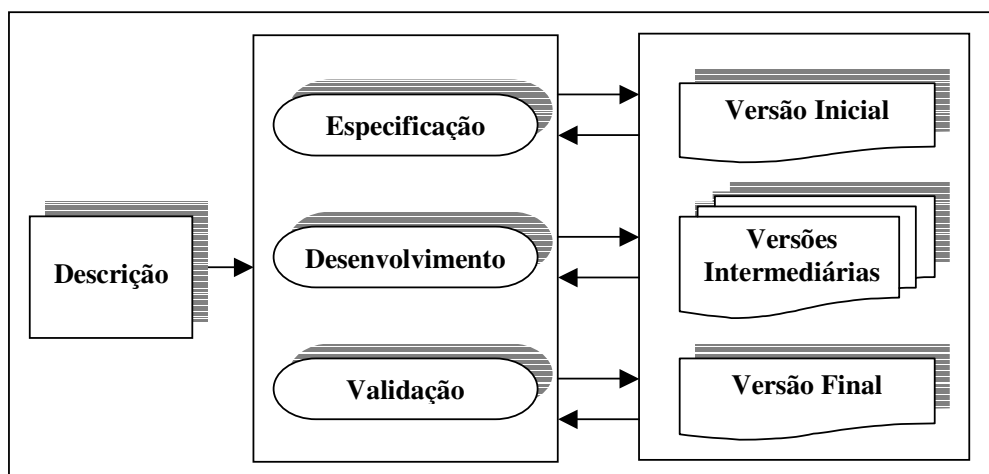 Descrição
Especificação
Desenvolvimento
Validação
Versão Inicial
Versões
Intermediárias
Versão Final